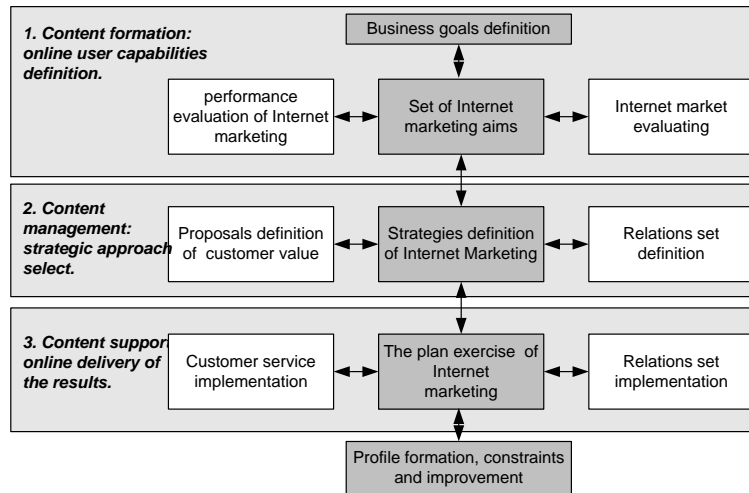 1. Content formation:
online user capabilities
definition.
Business goals definition
performance
evaluation of Internet
marketing
Set of Internet
marketing aims
Internet market
evaluating
2. Content
management:
strategic approach
select.
Proposals definition
of customer value
Strategies definition
of Internet Marketing
Relations set
definition
3. Content support
online delivery of
the results.
Customer service
implementation
The plan exercise of
Internet
marketing
Relations set
implementation
Profile formation, constraints
and improvement